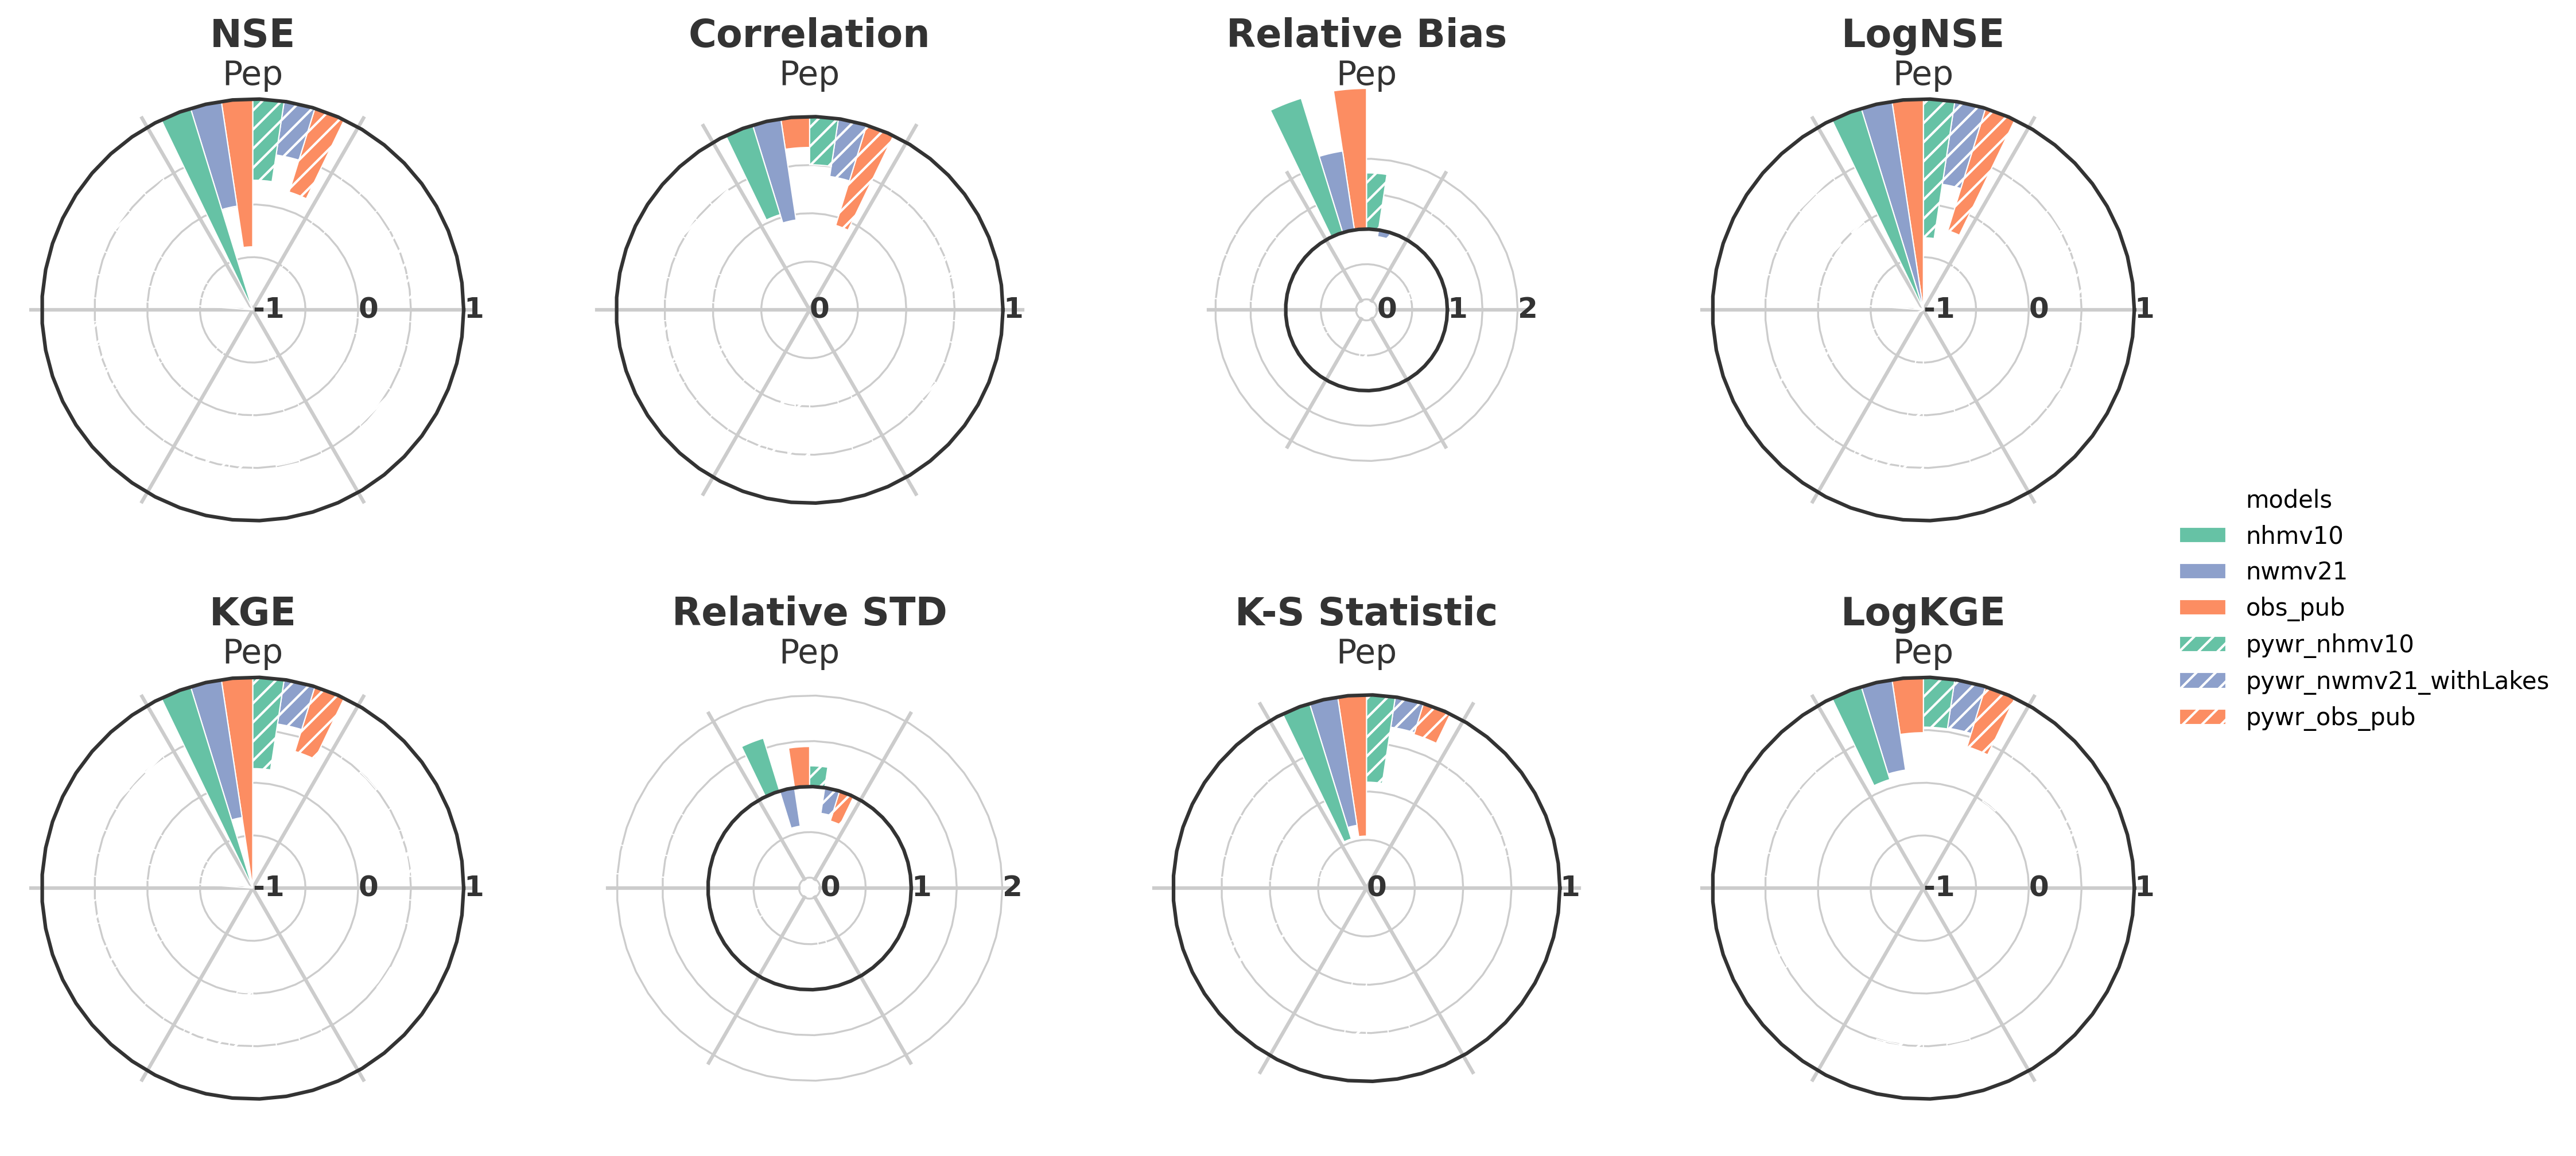 NSE
Pep
-1 0 1
Correlation
Pep
0 1
Relative Bias
Pep
0 1 2
LogNSE
Pep
-1 0 1
KGE
Pep
-1 0 1
Relative STD
Pep
0 1 2
K-S Statistic
Pep
0 1
LogKGE
Pep
-1 0 1
models
nhmv10
nwmv21
obs_pub
pywr_nhmv10
pywr_nwmv21_withLakes
pywr_obs_pub